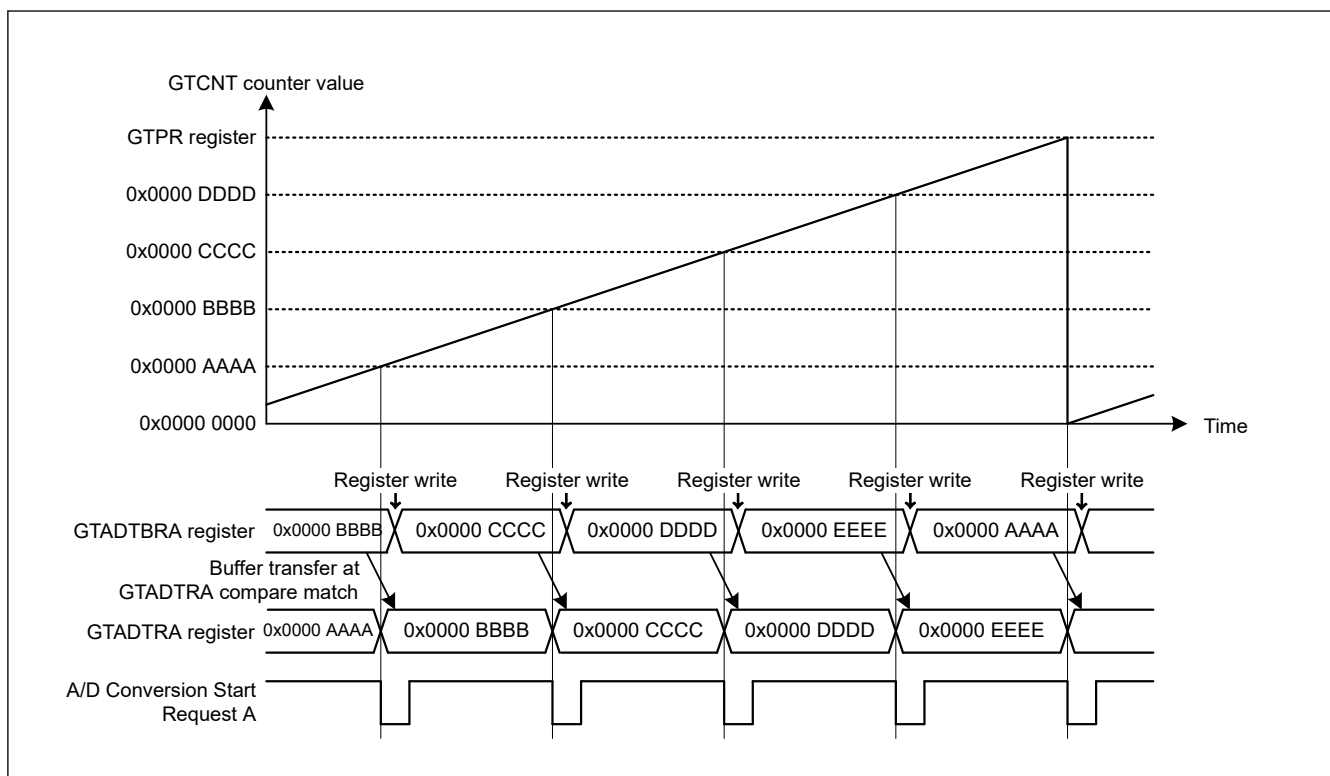 GTCNT counter value
GTPR register
0x0000 DDDD
0x0000 CCCC
0x0000 BBBB
0x0000 AAAA
0x0000 0000
Time
Register write Register write Register write Register write Register write
GTADTBRA register 0x0000 BBBB 0x0000 CCCC 0x0000 DDDD 0x0000 EEEE 0x0000 AAAA
Buffer transfer at
GTADTRA compare match
GTADTRA register 0x0000 AAAA 0x0000 BBBB 0x0000 CCCC 0x0000 DDDD 0x0000 EEEE
A/D Conversion Start
Request A